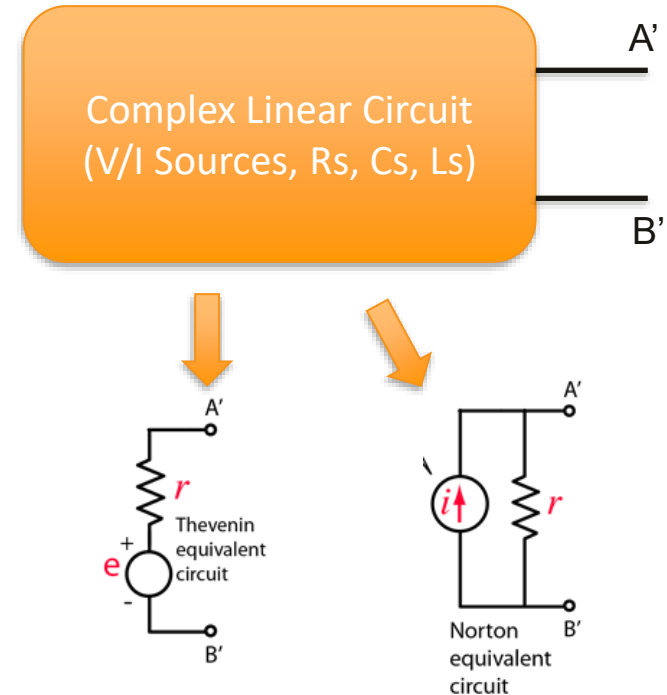 A’
Complex Linear Circuit
(V/I Sources, Rs, Cs, Ls)
B’
A'
r
Thevenin
equivalent
circuit
+
e
-
B'
A'
i
r
B'
Norton
equivalent
circuit